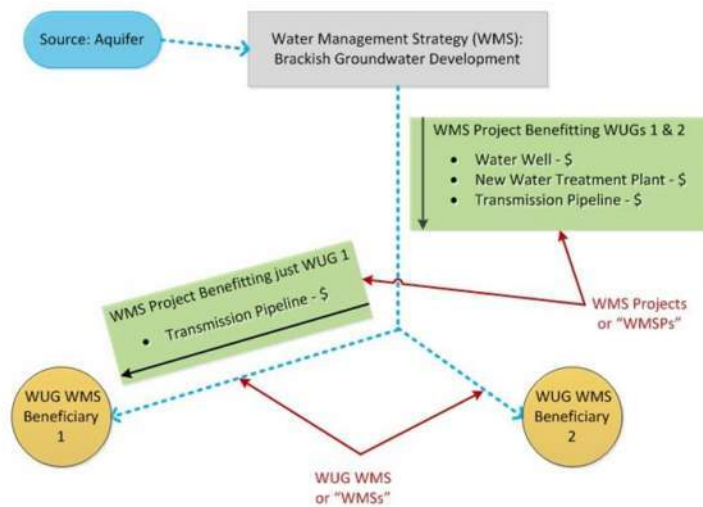 Source: Aquifer
Water Management Strategy (WMS):
Brackish Groundwater Development
WMS Project Benefitting WUGs 1 & 2
• Water Well - $
• New Water Treatment Plant - $
• Transmission Pipeline - $
WMS Project Benefitting just WUG 1
• Transmission Pipeline - $
WMS Projects
or “WMSPs”
WUG WMS
Beneficiary
1
WUG WMS
Beneficiary
2
WUG WMS
or “WMSs”